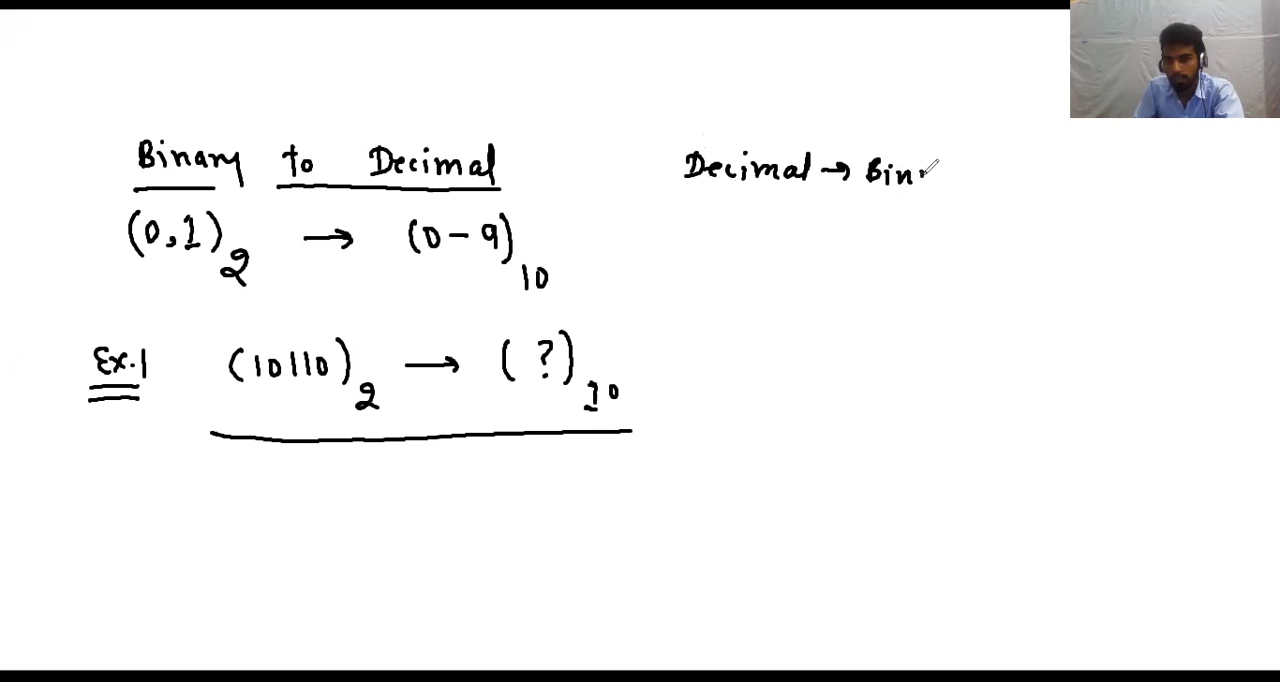 Binary to Decimal
(0,1)2 → (0-9)10
Ex.1 (10110)2 → (?)10
Decimal → Bin